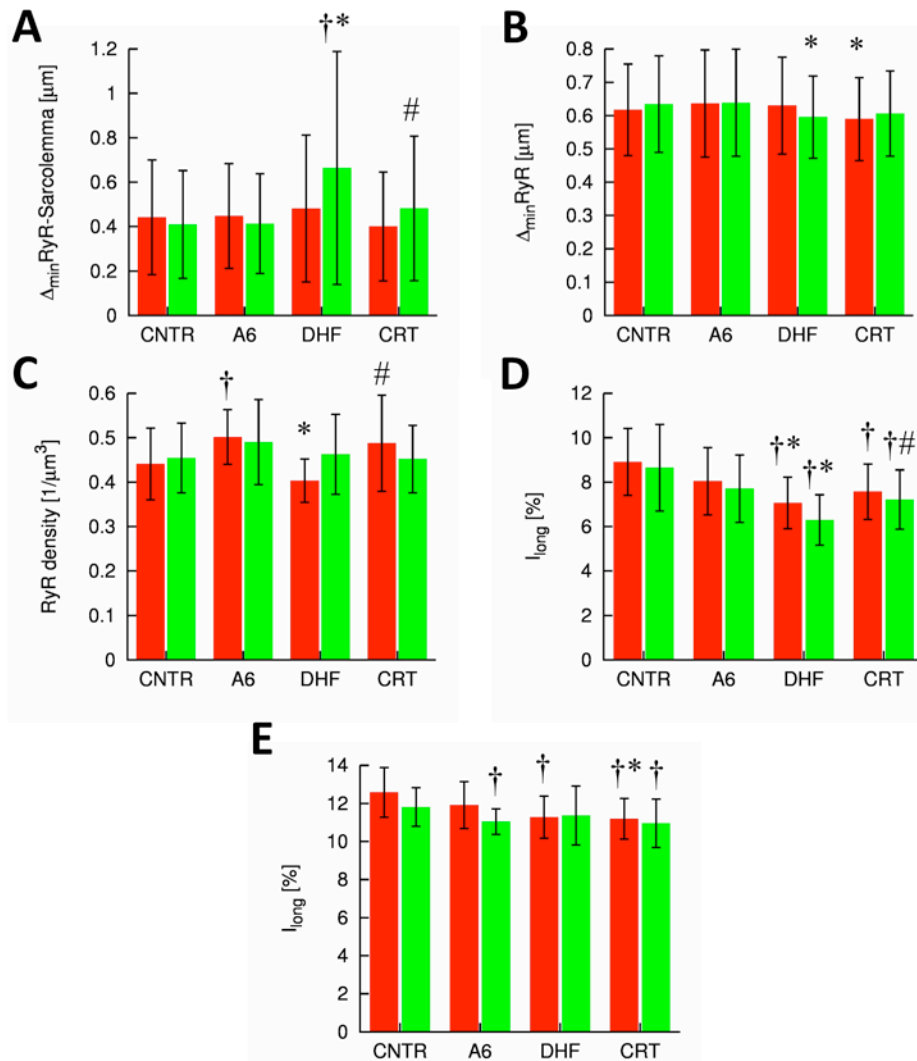 A
†*
1.2
1
0.8
0.6
0.4
0.2
0
#
ΔminRyR-Sarcolemma [μm]
CNTR A6 DHF CRT
B
* *
0.8
0.7
0.6
0.5
0.4
0.3
0.2
0.1
0
ΔminRyR [μm]
CNTR A6 DHF CRT
C
† * #
0.6
0.5
0.4
0.3
0.2
0.1
0
RyR density [1/μm³]
CNTR A6 DHF CRT
D
12
10
8
6
4
2
0
†* †* † †#
Ilong [%]
CNTR A6 DHF CRT
E
14
12
10
8
6
4
2
0
† † †* †
Ilong [%]
CNTR A6 DHF CRT